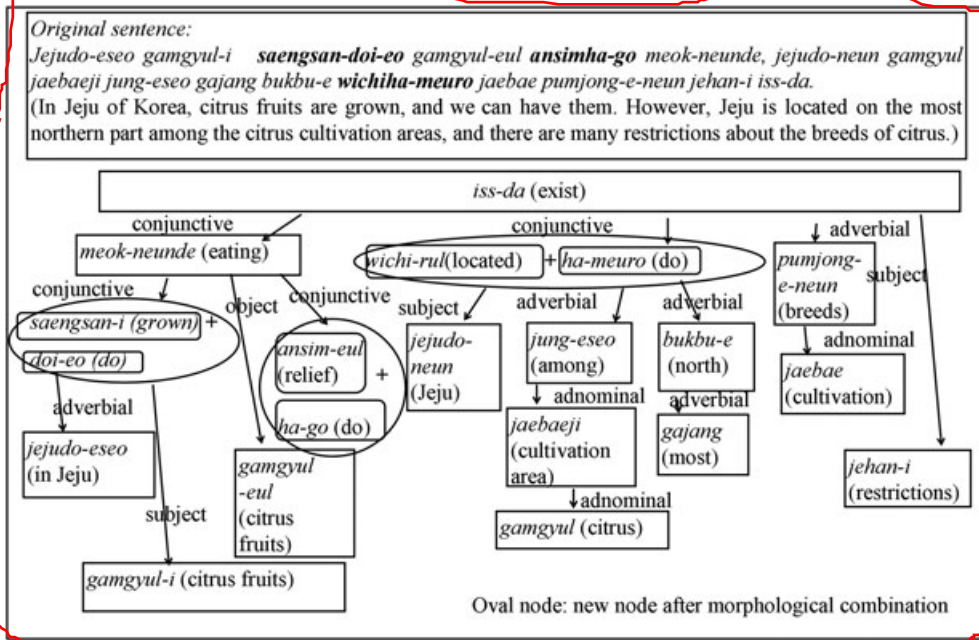 Original sentence:
Jejudo-eseo gamgyul-i saengsan-doi-eo gamgyul-eul ansimha-go meok-neunde, jejudo-neun gamgyul
jaebaeji jung-eseo gajang bukbu-e wichiha-meuro jaebae pumjong-e-neun jehan-i iss-da.
(In Jeju of Korea, citrus fruits are grown, and we can have them. However, Jeju is located on the most
northern part among the citrus cultivation areas, and there are many restrictions about the breeds of citrus.)
iss-da (exist)
conjunctive
meok-neunde (eating)
conjunctive
saengsan-i (grown) +
doi-eo (do)
adverbial
jejudo-eseo
(in Jeju)
subject
gamgyul-i (citrus fruits)
object
gamgyul
-eul
(citrus
fruits)
conjunctive
ansim-eul
(relief)
+
ha-go (do)
conjunctive
wichi-rul(located) + ha-meuro (do)
subject
jejudo-
neun
(Jeju)
adverbial
jung-eseo
(among)
adnominal
jaebaeji
(cultivation
area)
adnominal
gamgyul (citrus)
adverbial
bukbu-e
(north)
adverbial
gajang
(most)
adverbial
pumjong-
e-neun
(breeds)
adnominal
jaebae
(cultivation)
subject
jehan-i
(restrictions)
Oval node: new node after morphological combination